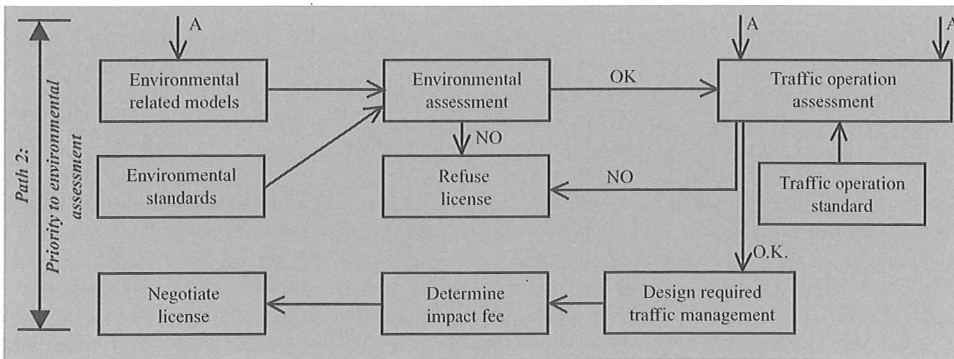 Path 2:
Priority to environmental
assessment
A
A
A
Environmental
related models
Environmental
assessment
OK
Traffic operation
assessment
NO
Environmental
standards
Refuse
license
NO
Traffic operation
standard
O.K.
Negotiate
license
Determine
impact fee
Design required
traffic management